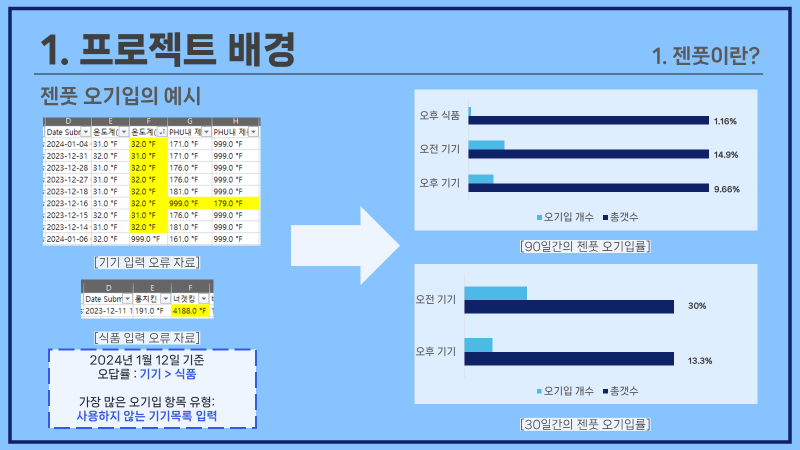 1. 프로젝트 배경
1. 젠풋이란?
젠풋 오기입의 예시
D E F G H
Date Subm 온도계( 온도계( PHU내 제 PHU내 제
2024-01-04 31.0 °F 32.0 °F 171.0 °F 999.0 °F
2023-12-31 32.0 °F 31.0 °F 171.0 °F 999.0 °F
2023-12-28 31.0 °F 32.0 °F 176.0 °F 999.0 °F
2023-12-27 31.0 °F 32.0 °F 176.0 °F 999.0 °F
2023-12-18 31.0 °F 32.0 °F 181.0 °F 999.0 °F
2023-12-16 31.0 °F 32.0 °F 999.0 °F 179.0 °F
2023-12-15 32.0 °F 31.0 °F 176.0 °F 999.0 °F
2023-12-14 31.0 °F 32.0 °F 181.0 °F 999.0 °F
2024-01-06 32.0 °F 999.0 °F 161.0 °F 999.0 °F
[기기 입력 오류 자료]
D E F
Date Subm 롱치킨 너겟킹
2023-12-11 1 191.0 °F 4188.0 °F
[식품 입력 오류 자료]
2024년 1월 12일 기준
오답률 : 기기 > 식품
가장 많은 오기입 항목 유형:
사용하지 않는 기기목록 입력
오후 식품 1.16%
오전 기기 14.9%
오후 기기 9.66%
오기입 개수 총갯수
[90일간의 젠풋 오기입률]
오전 기기 30%
오후 기기 13.3%
오기입 개수 총갯수
[30일간의 젠풋 오기입률]